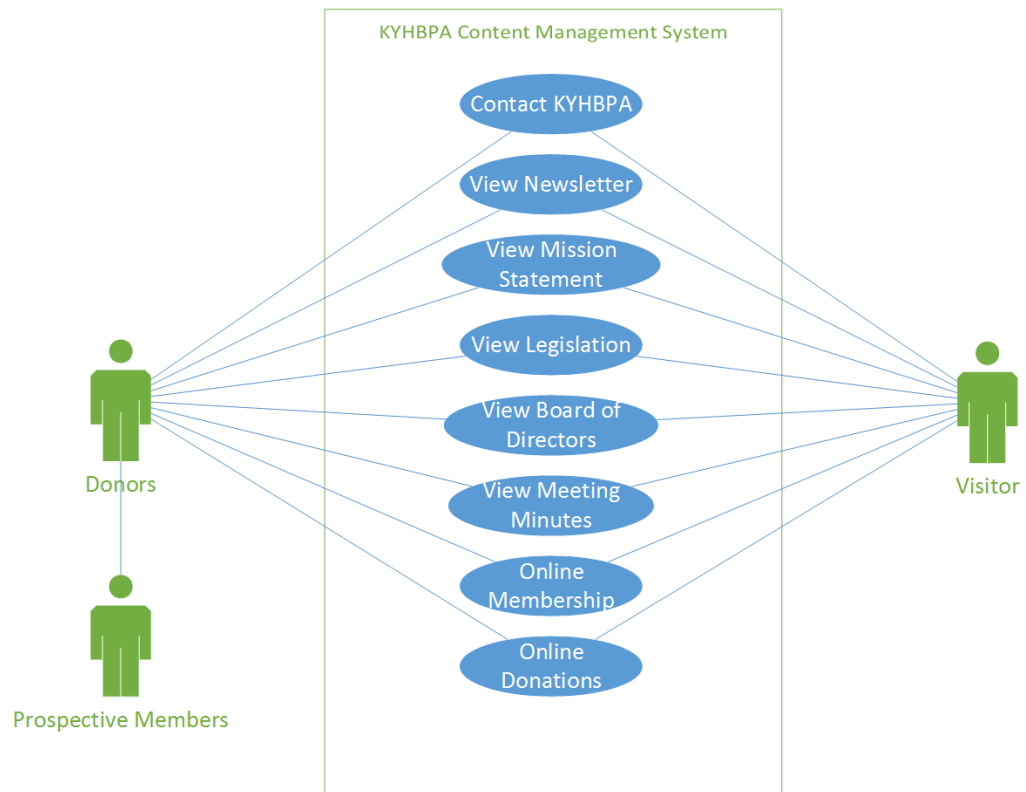 KYHBPA Content Management System
Contact KYHBPA
View Newsletter
View Mission
Statement
View Legislation
View Board of
Directors
Donors
Visitor
View Meeting
Minutes
Online
Membership
Online
Donations
Prospective Members